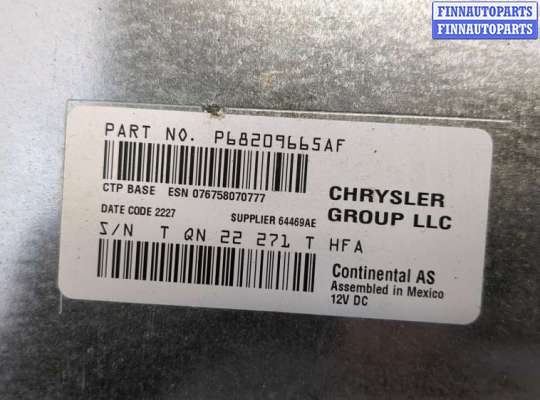 FINNAUTOPARTS
FINNAUTOPARTS
FINNAUTOPARTS
PART NO. P68209665AF
CTP BASE ESN 076758070777
CHRYSLER
GROUP LLC
DATE CODE 2227 SUPPLIER 64469AE
S/N T QN 22 271 T HFA
Continental AS
Assembled in Mexico
12V DC